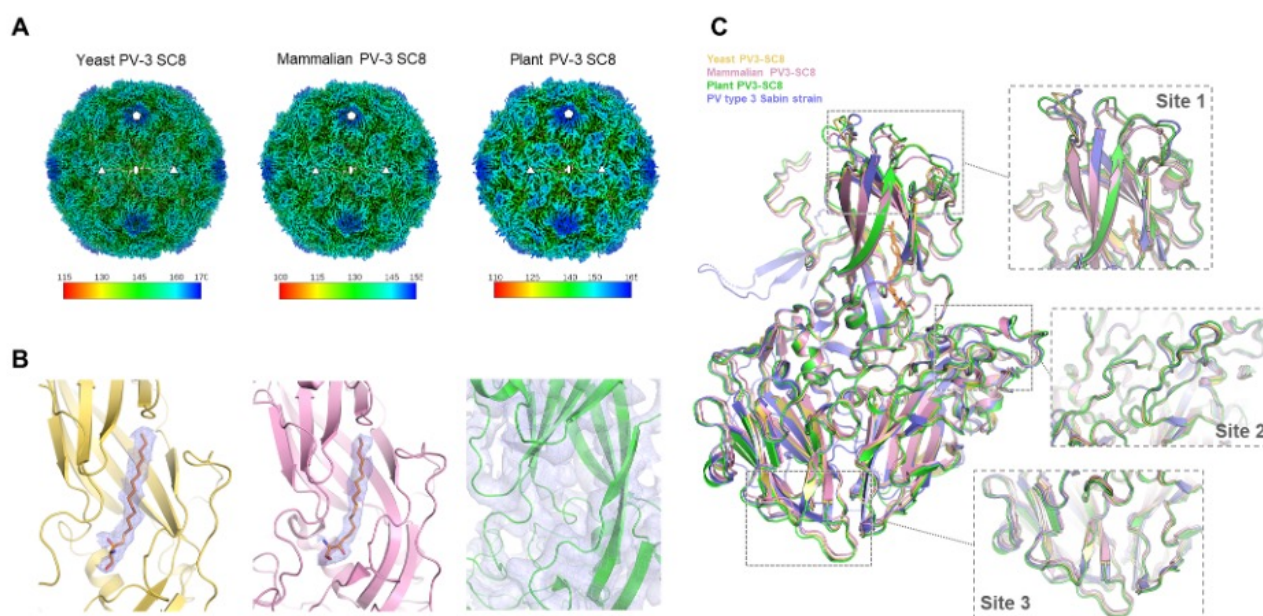 A
Yeast PV-3 SC8
Mammalian PV-3 SC8
Plant PV-3 SC8
115 130 145 160 170
100 115 130 150
110 125 140 155 165
B
C
Yeast PV3-SC8
Mammalian PV3-SC8
Plant PV3-SC8
PV type 3 Sabin strain
Site 1
Site 2
Site 3